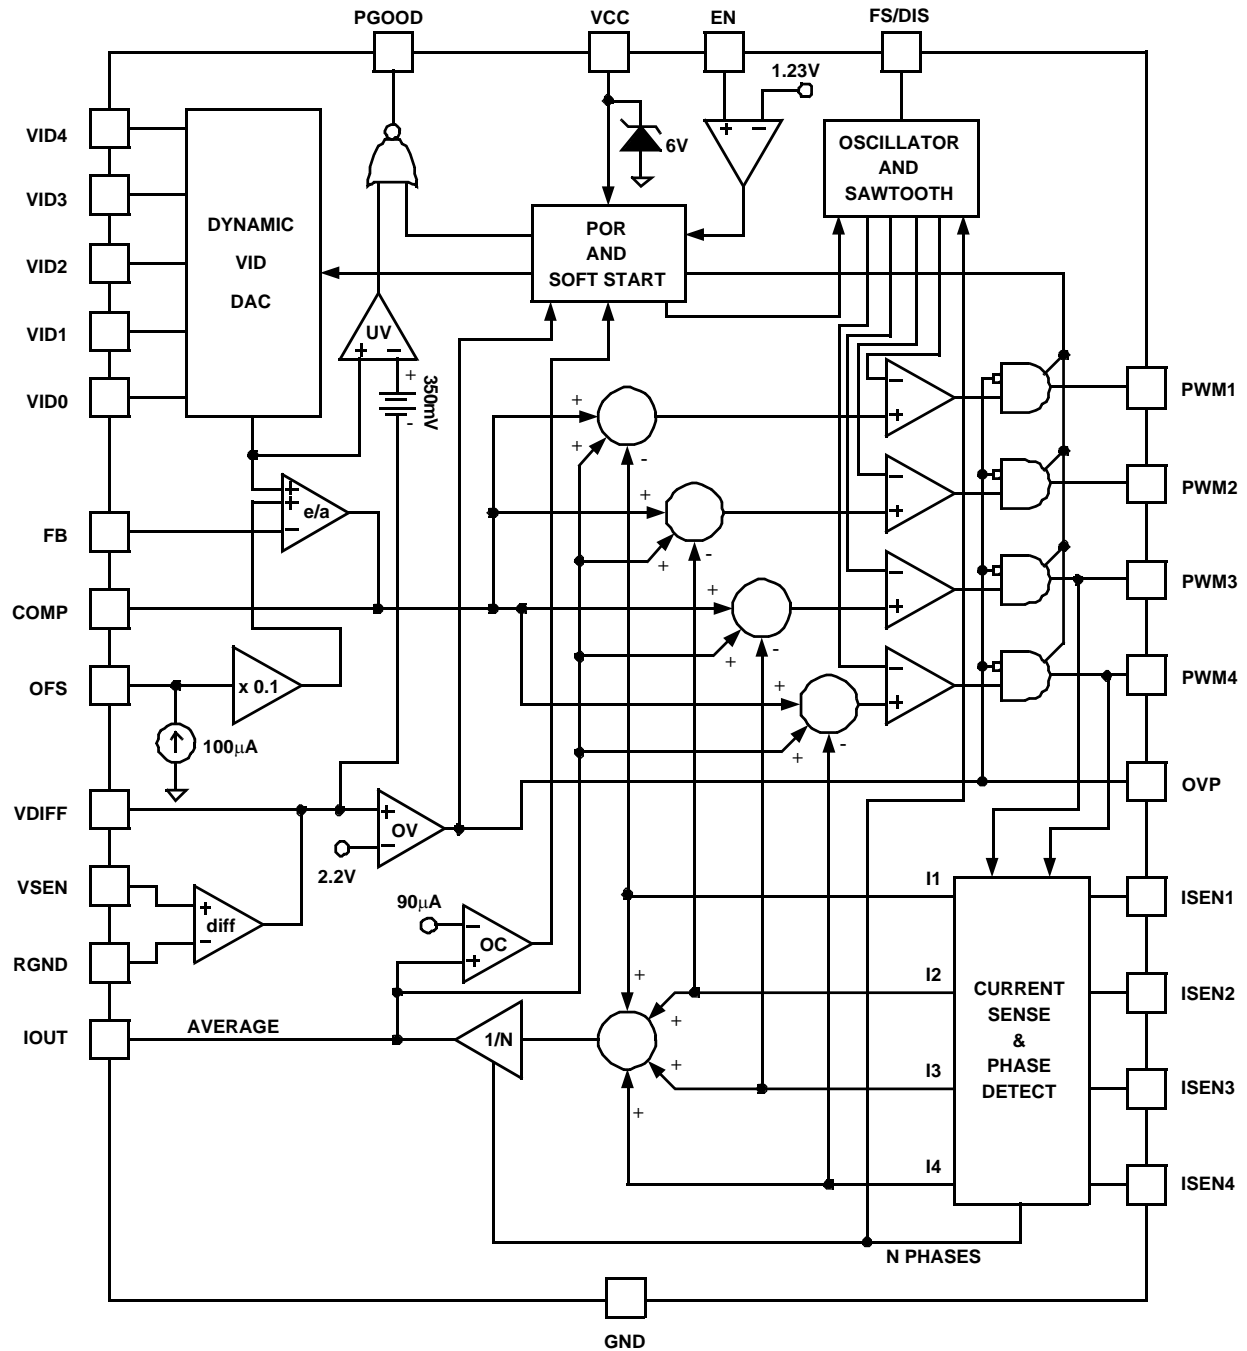 PGOOD
VCC
EN
FS/DIS
1.23V
VID4
VID3
VID2
VID1
VID0
DYNAMIC
VID
DAC
6V
OSCILLATOR
AND
SAWTOOTH
POR
AND
SOFT START
UV
+ −
+
350mV
-
PWM1
PWM2
PWM3
PWM4
FB
e/a
COMP
OFS
x 0.1
100µA
VDIFF
OV
2.2V
OVP
VSEN
diff
RGND
90µA
OC
IOUT
AVERAGE
1/N
I1
I2
I3
I4
CURRENT
SENSE
&
PHASE
DETECT
ISEN1
ISEN2
ISEN3
ISEN4
N PHASES
GND